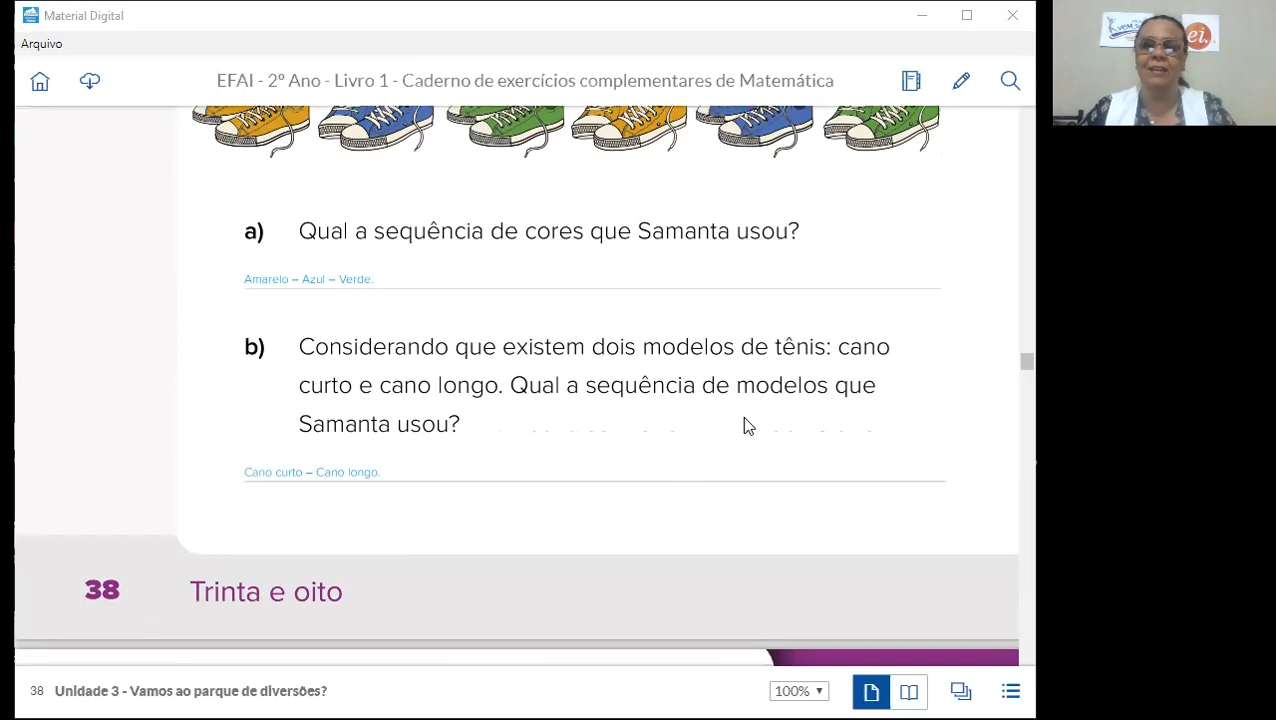 Material Digital
Arquivo
EFAI - 2º Ano - Livro 1 - Caderno de exercícios complementares de Matemática
ei.
a) Qual a sequência de cores que Samanta usou?
Amarelo – Azul – Verde.
b) Considerando que existem dois modelos de tênis: cano
curto e cano longo. Qual a sequência de modelos que
Samanta usou?
Cano curto – Cano longo.
38 Trinta e oito
38 Unidade 3 - Vamos ao parque de diversões?
100%